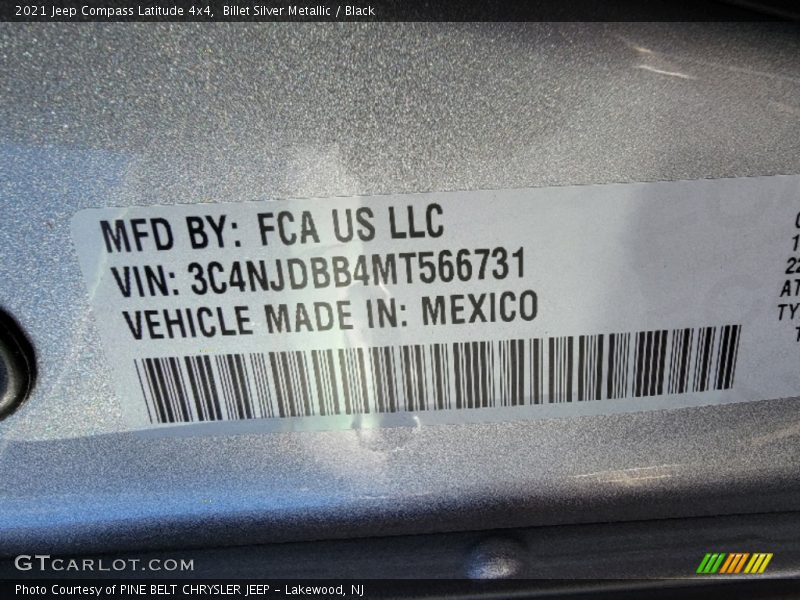 2021 Jeep Compass Latitude 4x4,  Billet Silver Metallic / Black
MFD BY: FCA US LLC
VIN: 3C4NJDBB4MT566731
VEHICLE MADE IN: MEXICO
GTCARLOT.COM
Photo Courtesy of PINE BELT CHRYSLER JEEP - Lakewood, NJ